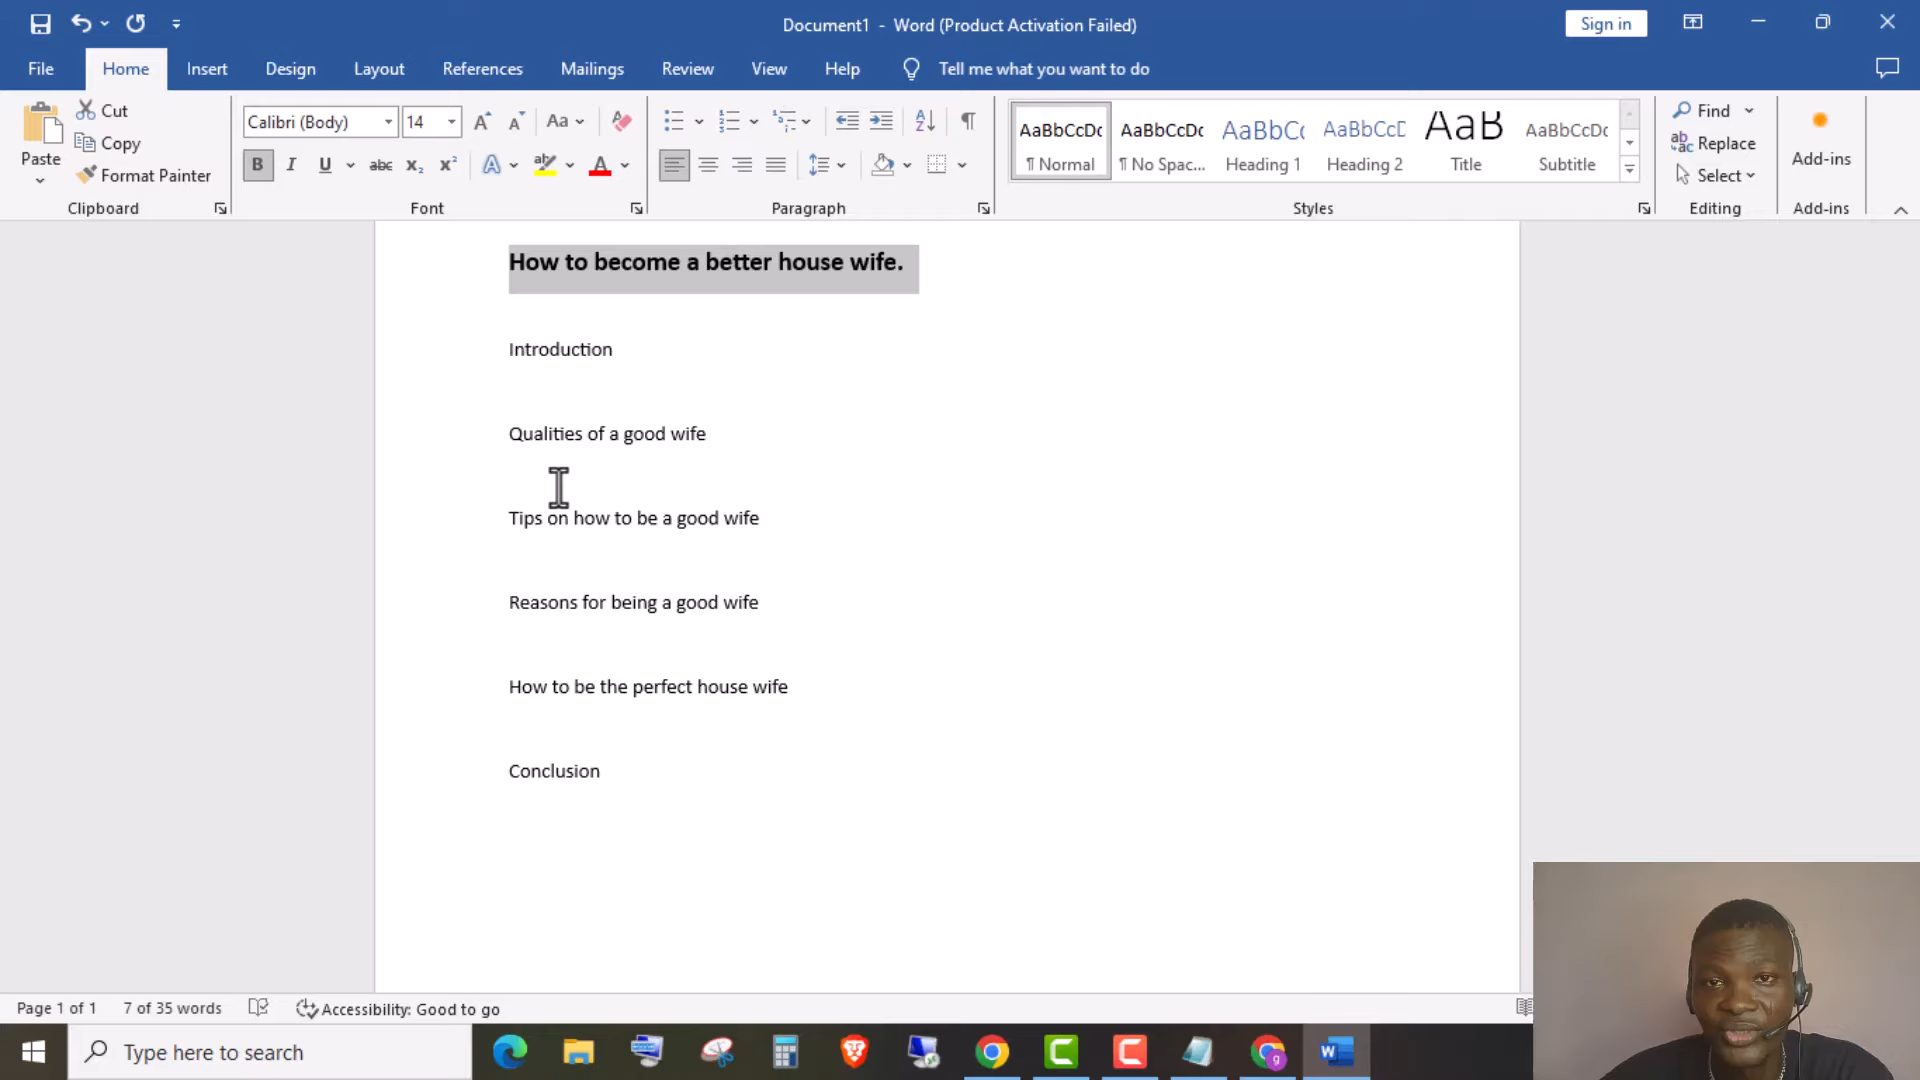 Document1 - Word (Product Activation Failed)
Sign in
File Home Insert Design Layout References Mailings Review View Help Tell me what you want to do
Paste
Cut
Copy
Format Painter
Clipboard
Calibri (Body) 14
Aa
B I U abc x₂ x² A A
Font
Paragraph
AaBbCcDc
¶ Normal
AaBbCcDc
¶ No Spac...
AaBbCc
Heading 1
AaBbCcD
Heading 2
AaB
Title
AaBbCcDc
Subtitle
Styles
Find
Replace
Select
Editing
Add-ins
Add-ins
How to become a better house wife.
Introduction
Qualities of a good wife
Tips on how to be a good wife
Reasons for being a good wife
How to be the perfect house wife
Conclusion
Page 1 of 1 7 of 35 words Accessibility: Good to go
Type here to search